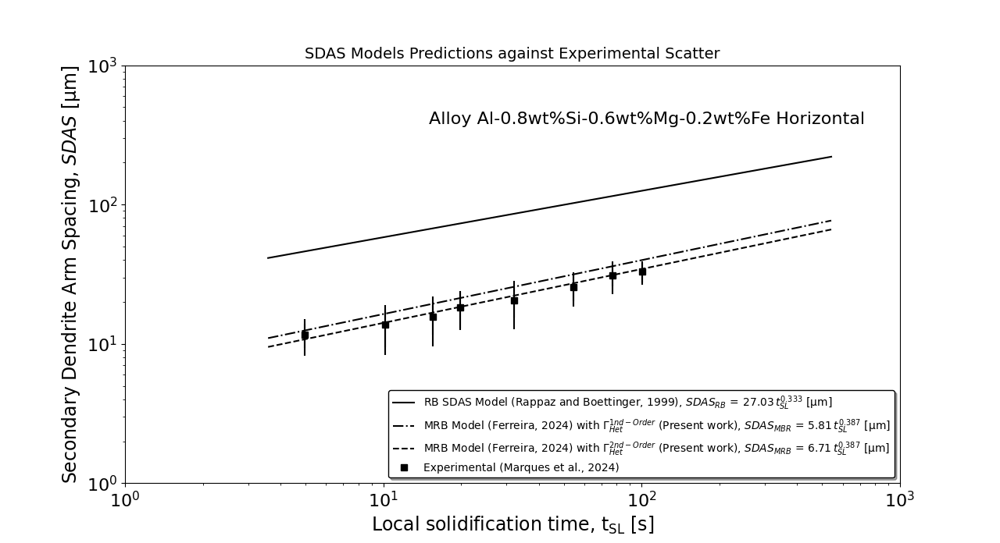 SDAS Models Predictions against Experimental Scatter
Secondary Dendrite Arm Spacing, SDAS [μm]
10³
10²
10¹
10⁰
Alloy Al-0.8wt%Si-0.6wt%Mg-0.2wt%Fe Horizontal
RB SDAS Model (Rappaz and Boettinger, 1999), SDAS_RB = 27.03 t_SL^0.333 [μm]
MRB Model (Ferreira, 2024) with Γ_Het^1nd−Order (Present work), SDAS_MBR = 5.81 t_SL^0.387 [μm]
MRB Model (Ferreira, 2024) with Γ_Het^2nd−Order (Present work), SDAS_MRB = 6.71 t_SL^0.387 [μm]
Experimental (Marques et al., 2024)
10⁰ 10¹ 10² 10³
Local solidification time, t_SL [s]